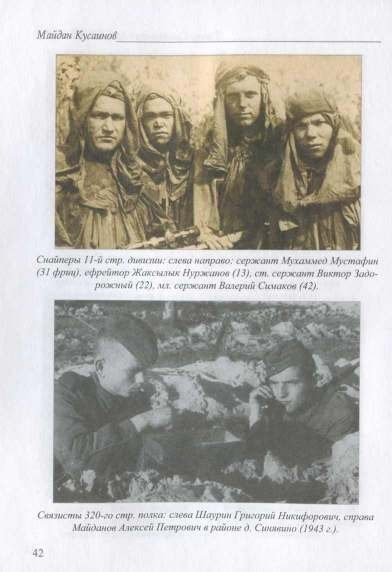 Майдан Кусаинов
Снайперы 11-й стр. дивизии: слева направо: сержант Мухаммед Мустафин
(31 фриц), ефрейтор Жаксылык Нуржанов (13), ст. сержант Виктор Задо-
рожный (22), мл. сержант Валерий Симаков (42).
Связисты 320-го стр. полка: слева Шаурин Григорий Никифорович, справа
Майданов Алексей Петрович в районе д. Синявино (1943 г.).
42